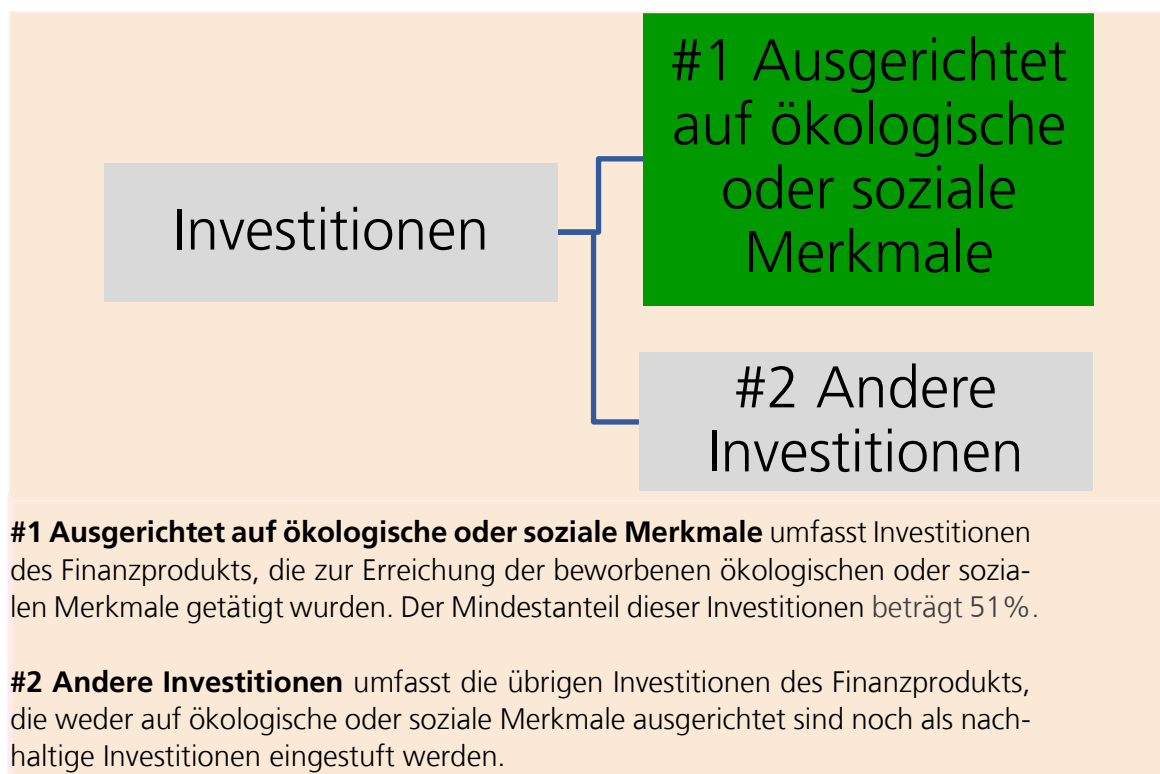 #1 Ausgerichtet
auf ökologische
oder soziale
Merkmale
Investitionen
#2 Andere
Investitionen
#1 Ausgerichtet auf ökologische oder soziale Merkmale umfasst Investitionen
des Finanzprodukts, die zur Erreichung der beworbenen ökologischen oder sozia-
len Merkmale getätigt wurden. Der Mindestanteil dieser Investitionen beträgt 51%.
#2 Andere Investitionen umfasst die übrigen Investitionen des Finanzprodukts,
die weder auf ökologische oder soziale Merkmale ausgerichtet sind noch als nach-
haltige Investitionen eingestuft werden.